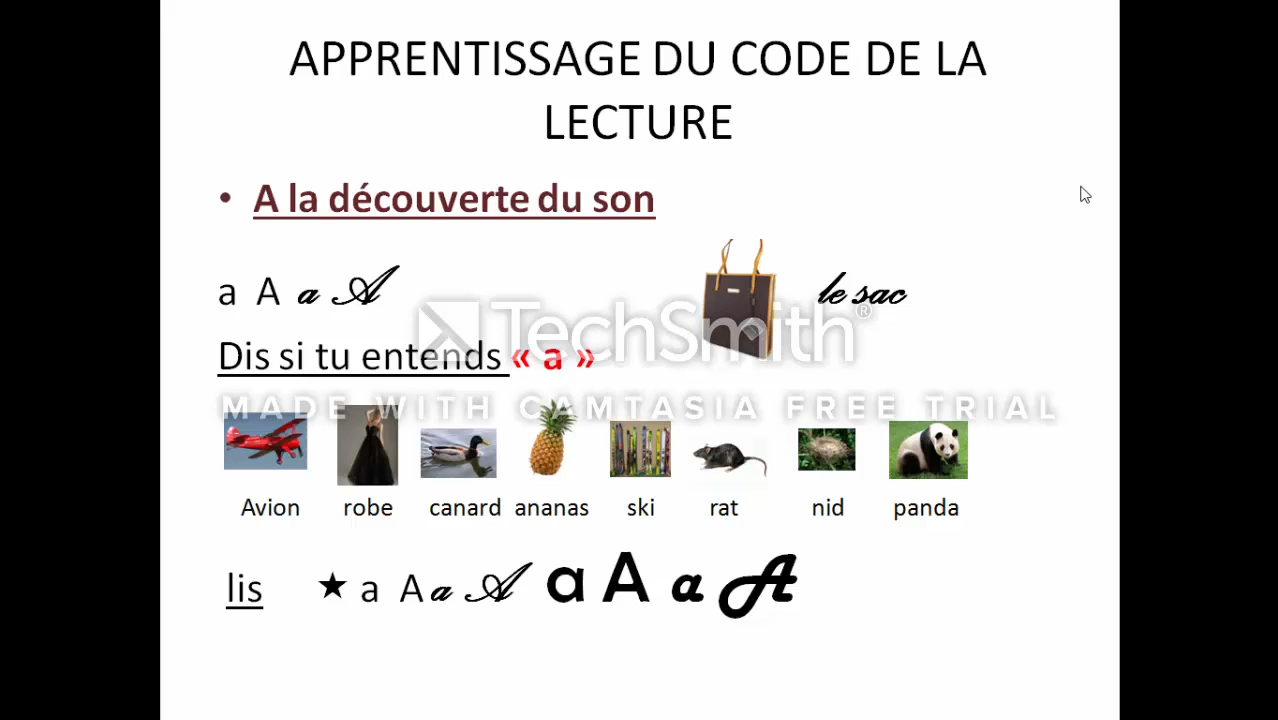 APPRENTISSAGE DU CODE DE LA
LECTURE
• A la découverte du son
a A a A
le sac
TechSmith®
Dis si tu entends « a »
MADE WITH CAMTASIA FREE TRIAL
Avion robe canard ananas ski rat nid panda
lis ★ a A a A a A a A